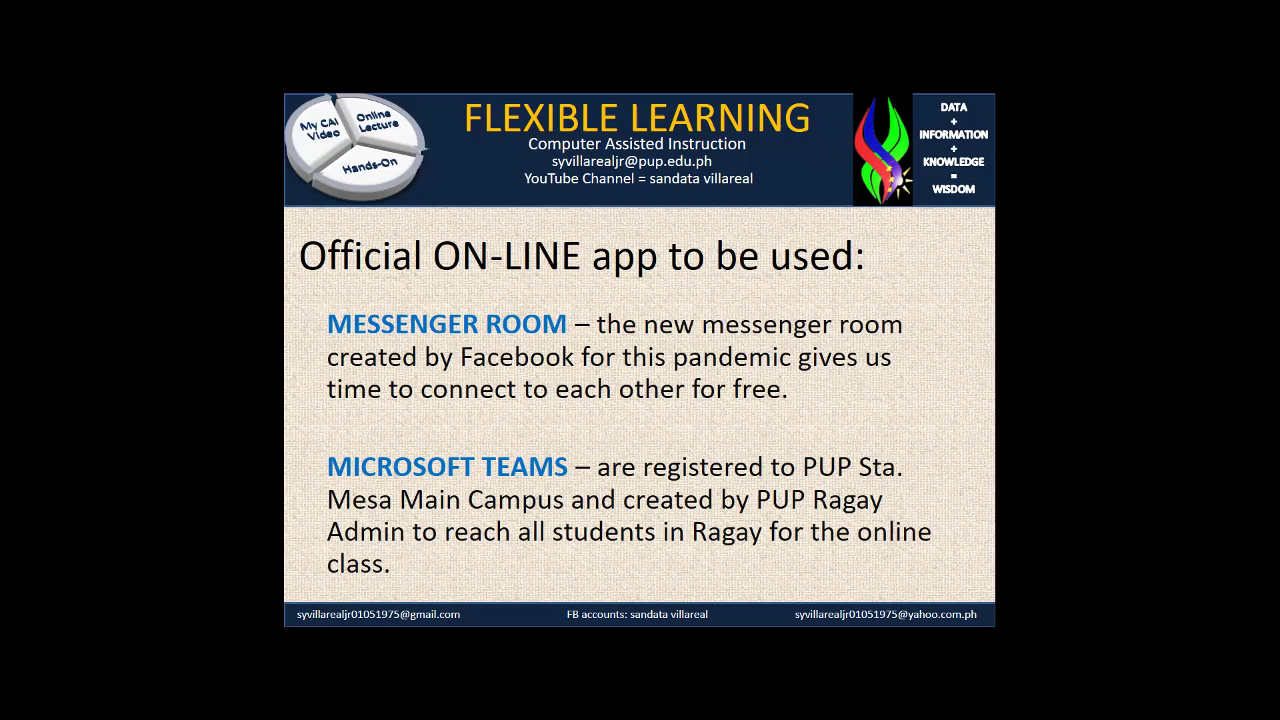 My CAI
Video
Online
Lecture
Hands-On
FLEXIBLE LEARNING
Computer Assisted Instruction
syvillarealjr@pup.edu.ph
YouTube Channel = sandata villareal
DATA
+
INFORMATION
+
KNOWLEDGE
=
WISDOM
Official ON-LINE app to be used:
MESSENGER ROOM – the new messenger room
created by Facebook for this pandemic gives us
time to connect to each other for free.
MICROSOFT TEAMS – are registered to PUP Sta.
Mesa Main Campus and created by PUP Ragay
Admin to reach all students in Ragay for the online
class.
syvillarealjr01051975@gmail.com
FB accounts: sandata villareal
syvillarealjr01051975@yahoo.com.ph